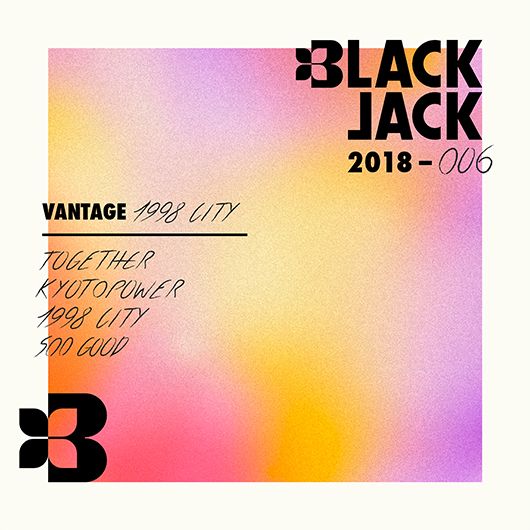 BLACK
JACK
2018 – 006
VANTAGE 1998 CITY
TOGETHER
KYOTOPOWER
1998 CITY
SOO GOOD
B